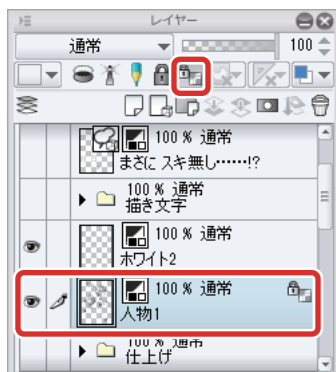 レイヤー
通常 100
100 % 通常
まさに スキ無し……!?
100 % 通常
描き文字
100 % 通常
ホワイト2
100 % 通常
人物1
100 % 通常
仕上げ